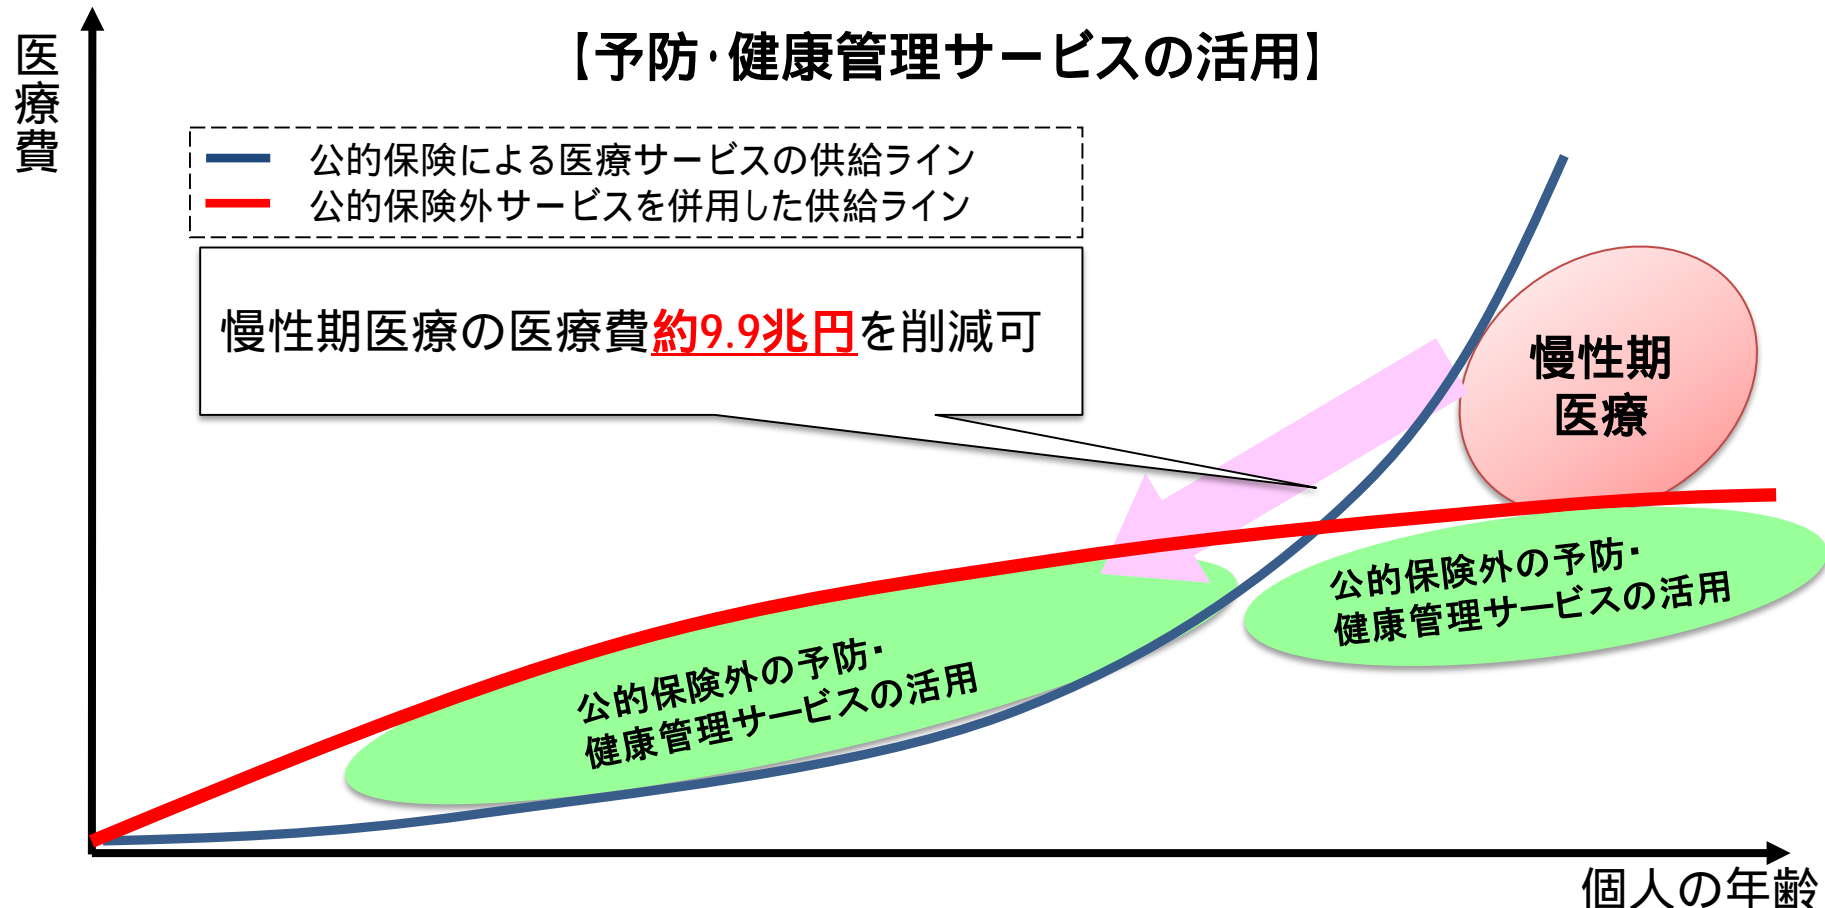 【予防・健康管理サービスの活用】
医療費
公的保険による医療サービスの供給ライン
公的保険外サービスを併用した供給ライン
慢性期医療の医療費約9.9兆円を削減可
慢性期
医療
公的保険外の予防・
健康管理サービスの活用
公的保険外の予防・
健康管理サービスの活用
個人の年齢